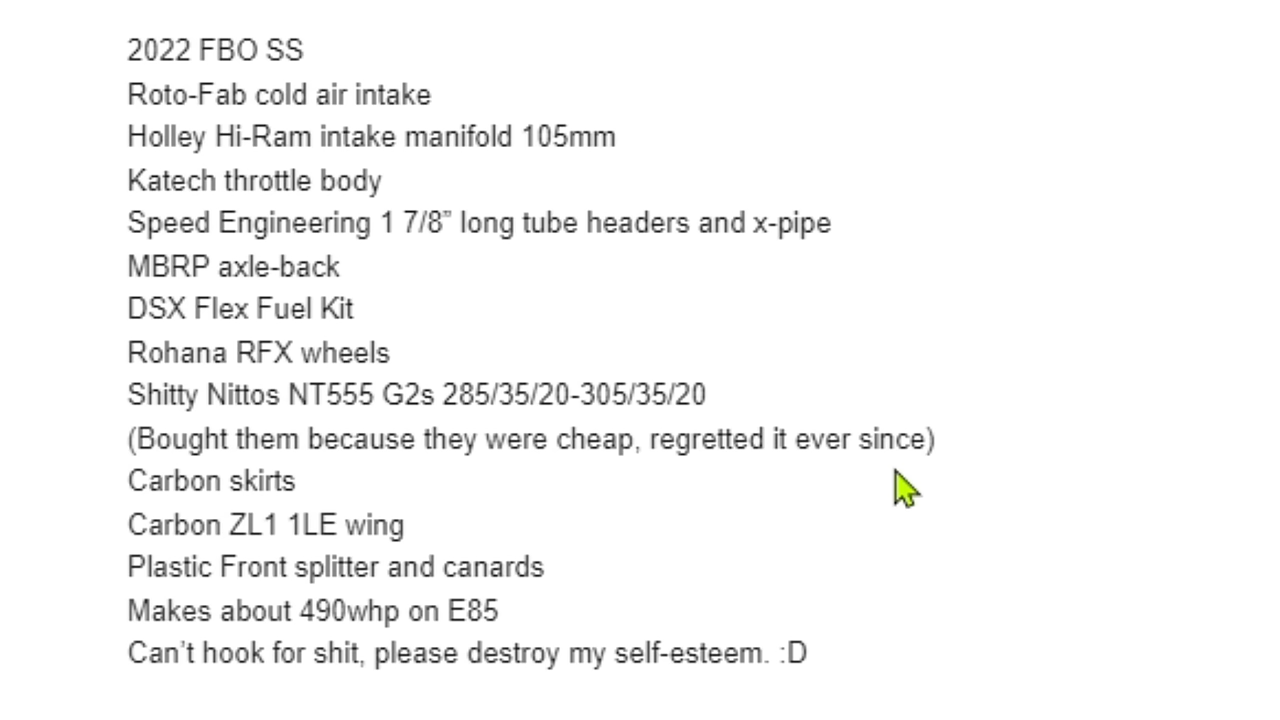 2022 FBO SS
Roto-Fab cold air intake
Holley Hi-Ram intake manifold 105mm
Katech throttle body
Speed Engineering 1 7/8” long tube headers and x-pipe
MBRP axle-back
DSX Flex Fuel Kit
Rohana RFX wheels
Shitty Nittos NT555 G2s 285/35/20-305/35/20
(Bought them because they were cheap, regretted it ever since)
Carbon skirts
Carbon ZL1 1LE wing
Plastic Front splitter and canards
Makes about 490whp on E85
Can’t hook for shit, please destroy my self-esteem. :D